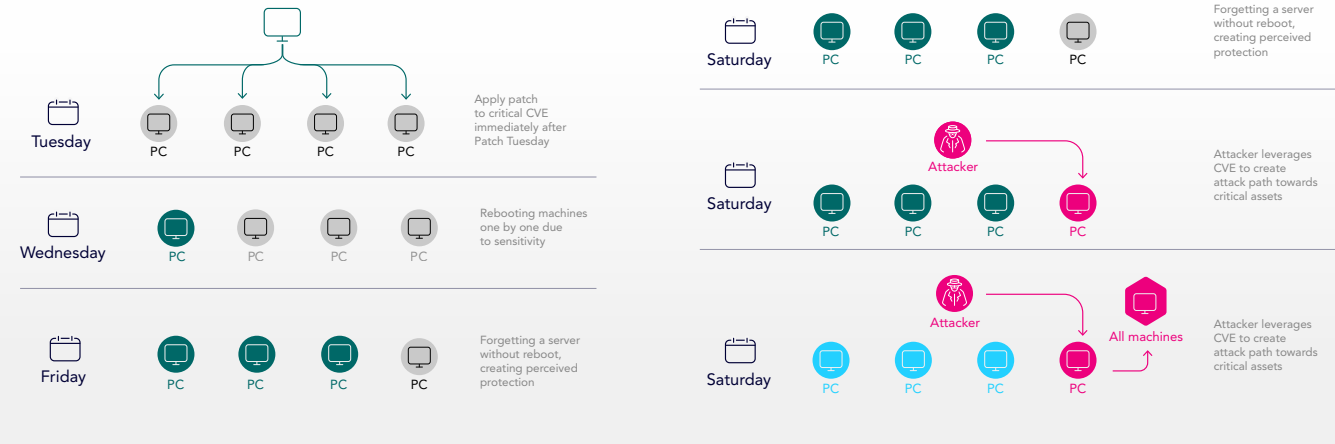 Tuesday
PC
PC
PC
PC
Apply patch
to critical CVE
immediately after
Patch Tuesday
Wednesday
PC
PC
PC
PC
Rebooting machines
one by one due
to sensitivity
Friday
PC
PC
PC
PC
Forgetting a server
without reboot,
creating perceived
protection
Saturday
PC
PC
PC
PC
Forgetting a server
without reboot,
creating perceived
protection
Attacker
Saturday
PC
PC
PC
PC
Attacker leverages
CVE to create
attack path towards
critical assets
Attacker
All machines
Saturday
PC
PC
PC
PC
Attacker leverages
CVE to create
attack path towards
critical assets